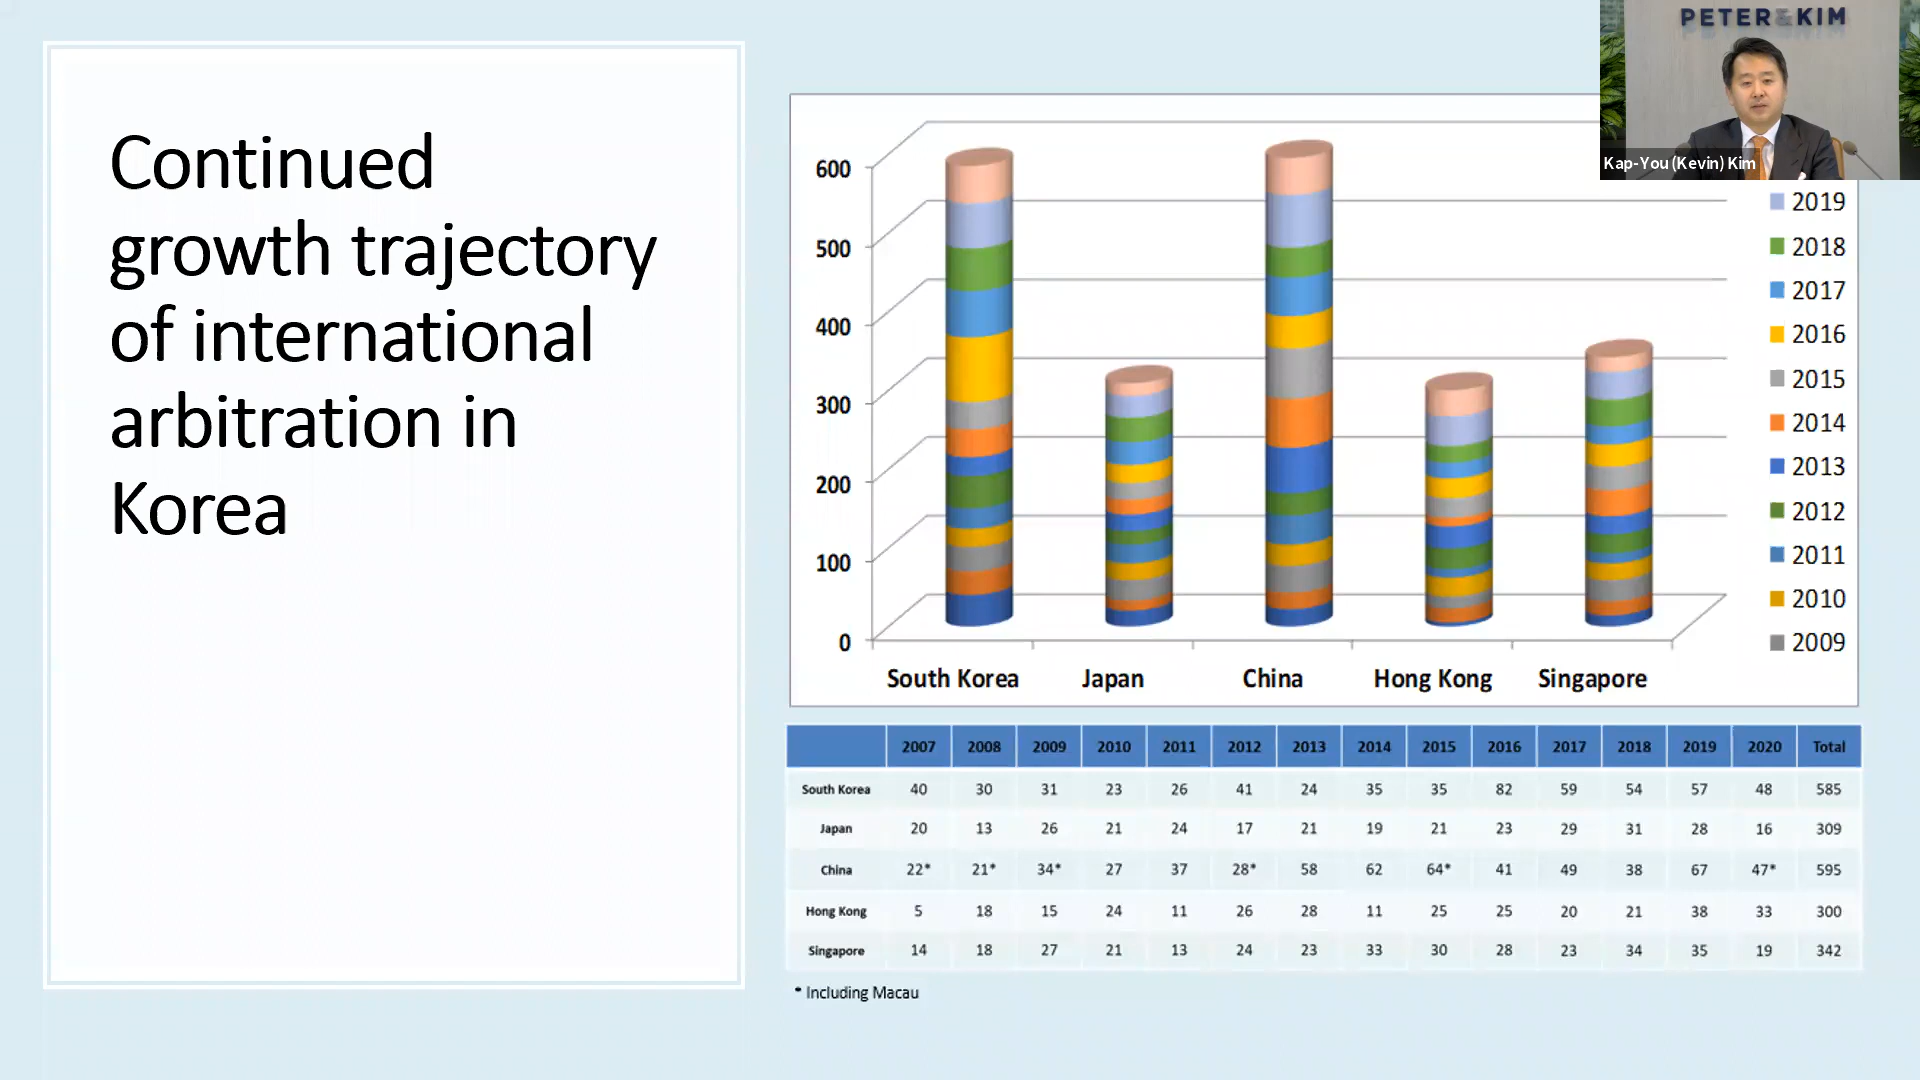 Continued
growth trajectory
of international
arbitration in
Korea
PETER & KIM
Kap-You (Kevin) Kim
600
500
400
300
200
100
0
South Korea Japan China Hong Kong Singapore
2019
2018
2017
2016
2015
2014
2013
2012
2011
2010
2009
2007 2008 2009 2010 2011 2012 2013 2014 2015 2016 2017 2018 2019 2020 Total
South Korea 40 30 31 23 26 41 24 35 35 82 59 54 57 48 585
Japan 20 13 26 21 24 17 21 19 21 23 29 31 28 16 309
China 22* 21* 34* 27 37 28* 58 62 64* 41 49 38 67 47* 595
Hong Kong 5 18 15 24 11 26 28 11 25 25 20 21 38 33 300
Singapore 14 18 27 21 13 24 23 33 30 28 23 34 35 19 342
* Including Macau